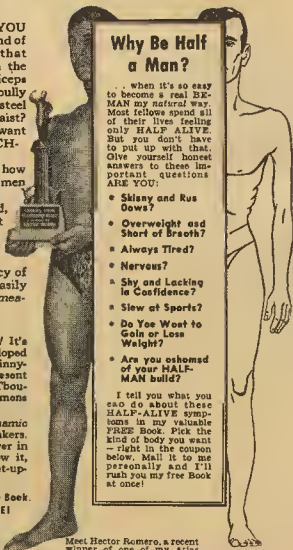 YOU
nd of
that
n the
iceps
bully
steel
aist?
want
CH-
how
men
d,
t
cy of
asily
mea-
/ It's
loped
inny-
esent
"bou-
mons
namic
akers.
ver in
w it,
et-up-
Book.
E!
Why Be Half
a Man?
. . . when it's so easy
to become a real HE-
MAN my natural way.
Most fellows spend all
of their lives feeling
only HALF ALIVE.
But you don't have
to put up with that.
Give yourself honest
answers to these im-
portant questions
ARE YOU:
• Skinny and Run
Down?
• Overweight and
Short of Breath?
• Always Tired?
• Nervous?
• Shy and Lacking
in Confidence?
• Slow at Sports?
• Do You Want to
Gain or Lose
Weight?
• Are you ashamed
of your HALF-
MAN build?
I tell you what you
can do about these
HALF-ALIVE symp-
toms in my valuable
FREE Book. Pick the
kind of body you want
— right in the coupon
below. Mail it to me
personally and I'll
rush you my free Book
at once!
Meet Hector Romero, a recent
winner of one of my